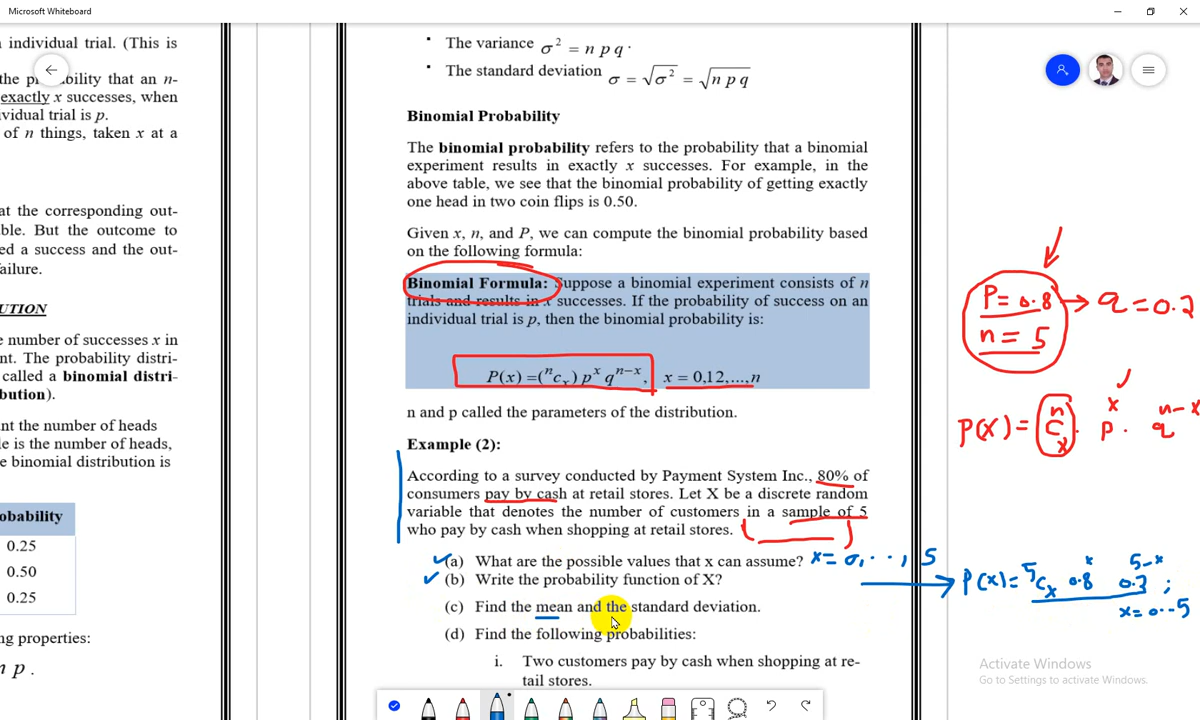 Microsoft Whiteboard
individual trial. (This is
exactly x successes, when
vidual trial is p.
of n things, taken x at a
at the corresponding out-
ble. But the outcome to
ed a success and the out-
ailure.
UTION
e number of successes x in
nt. The probability distri-
called a binomial distri-
bution).
unt the number of heads
le is the number of heads,
e binomial distribution is
obability
0.25
0.50
0.25
ng properties:
n p .
• The variance σ² = n p q .
• The standard deviation σ = √σ² = √n p q
Binomial Probability
The binomial probability refers to the probability that a binomial
experiment results in exactly x successes. For example, in the
above table, we see that the binomial probability of getting exactly
one head in two coin flips is 0.50.
Given x, n, and P, we can compute the binomial probability based
on the following formula:
Binomial Formula: Suppose a binomial experiment consists of n
trials and results in x successes. If the probability of success on an
individual trial is p, then the binomial probability is:
P(x) =(ⁿcₓ) pˣ qⁿ⁻ˣ, x = 0,12,...,n
n and p called the parameters of the distribution.
Example (2):
According to a survey conducted by Payment System Inc., 80% of
consumers pay by cash at retail stores. Let X be a discrete random
variable that denotes the number of customers in a sample of 5
who pay by cash when shopping at retail stores.
(a) What are the possible values that x can assume? x = 0, . . , 5
(b) Write the probability function of X?
(c) Find the mean and the standard deviation.
(d) Find the following probabilities:
i. Two customers pay by cash when shopping at re-
tail stores.
P = 0.8 → q = 0.2
n = 5
P(x) = (ⁿCₓ) . pˣ . qⁿ⁻ˣ
P(x) = ⁵Cₓ 0.8ˣ 0.2⁵⁻ˣ ;
x = 0 . . 5
Activate Windows
Go to Settings to activate Windows.